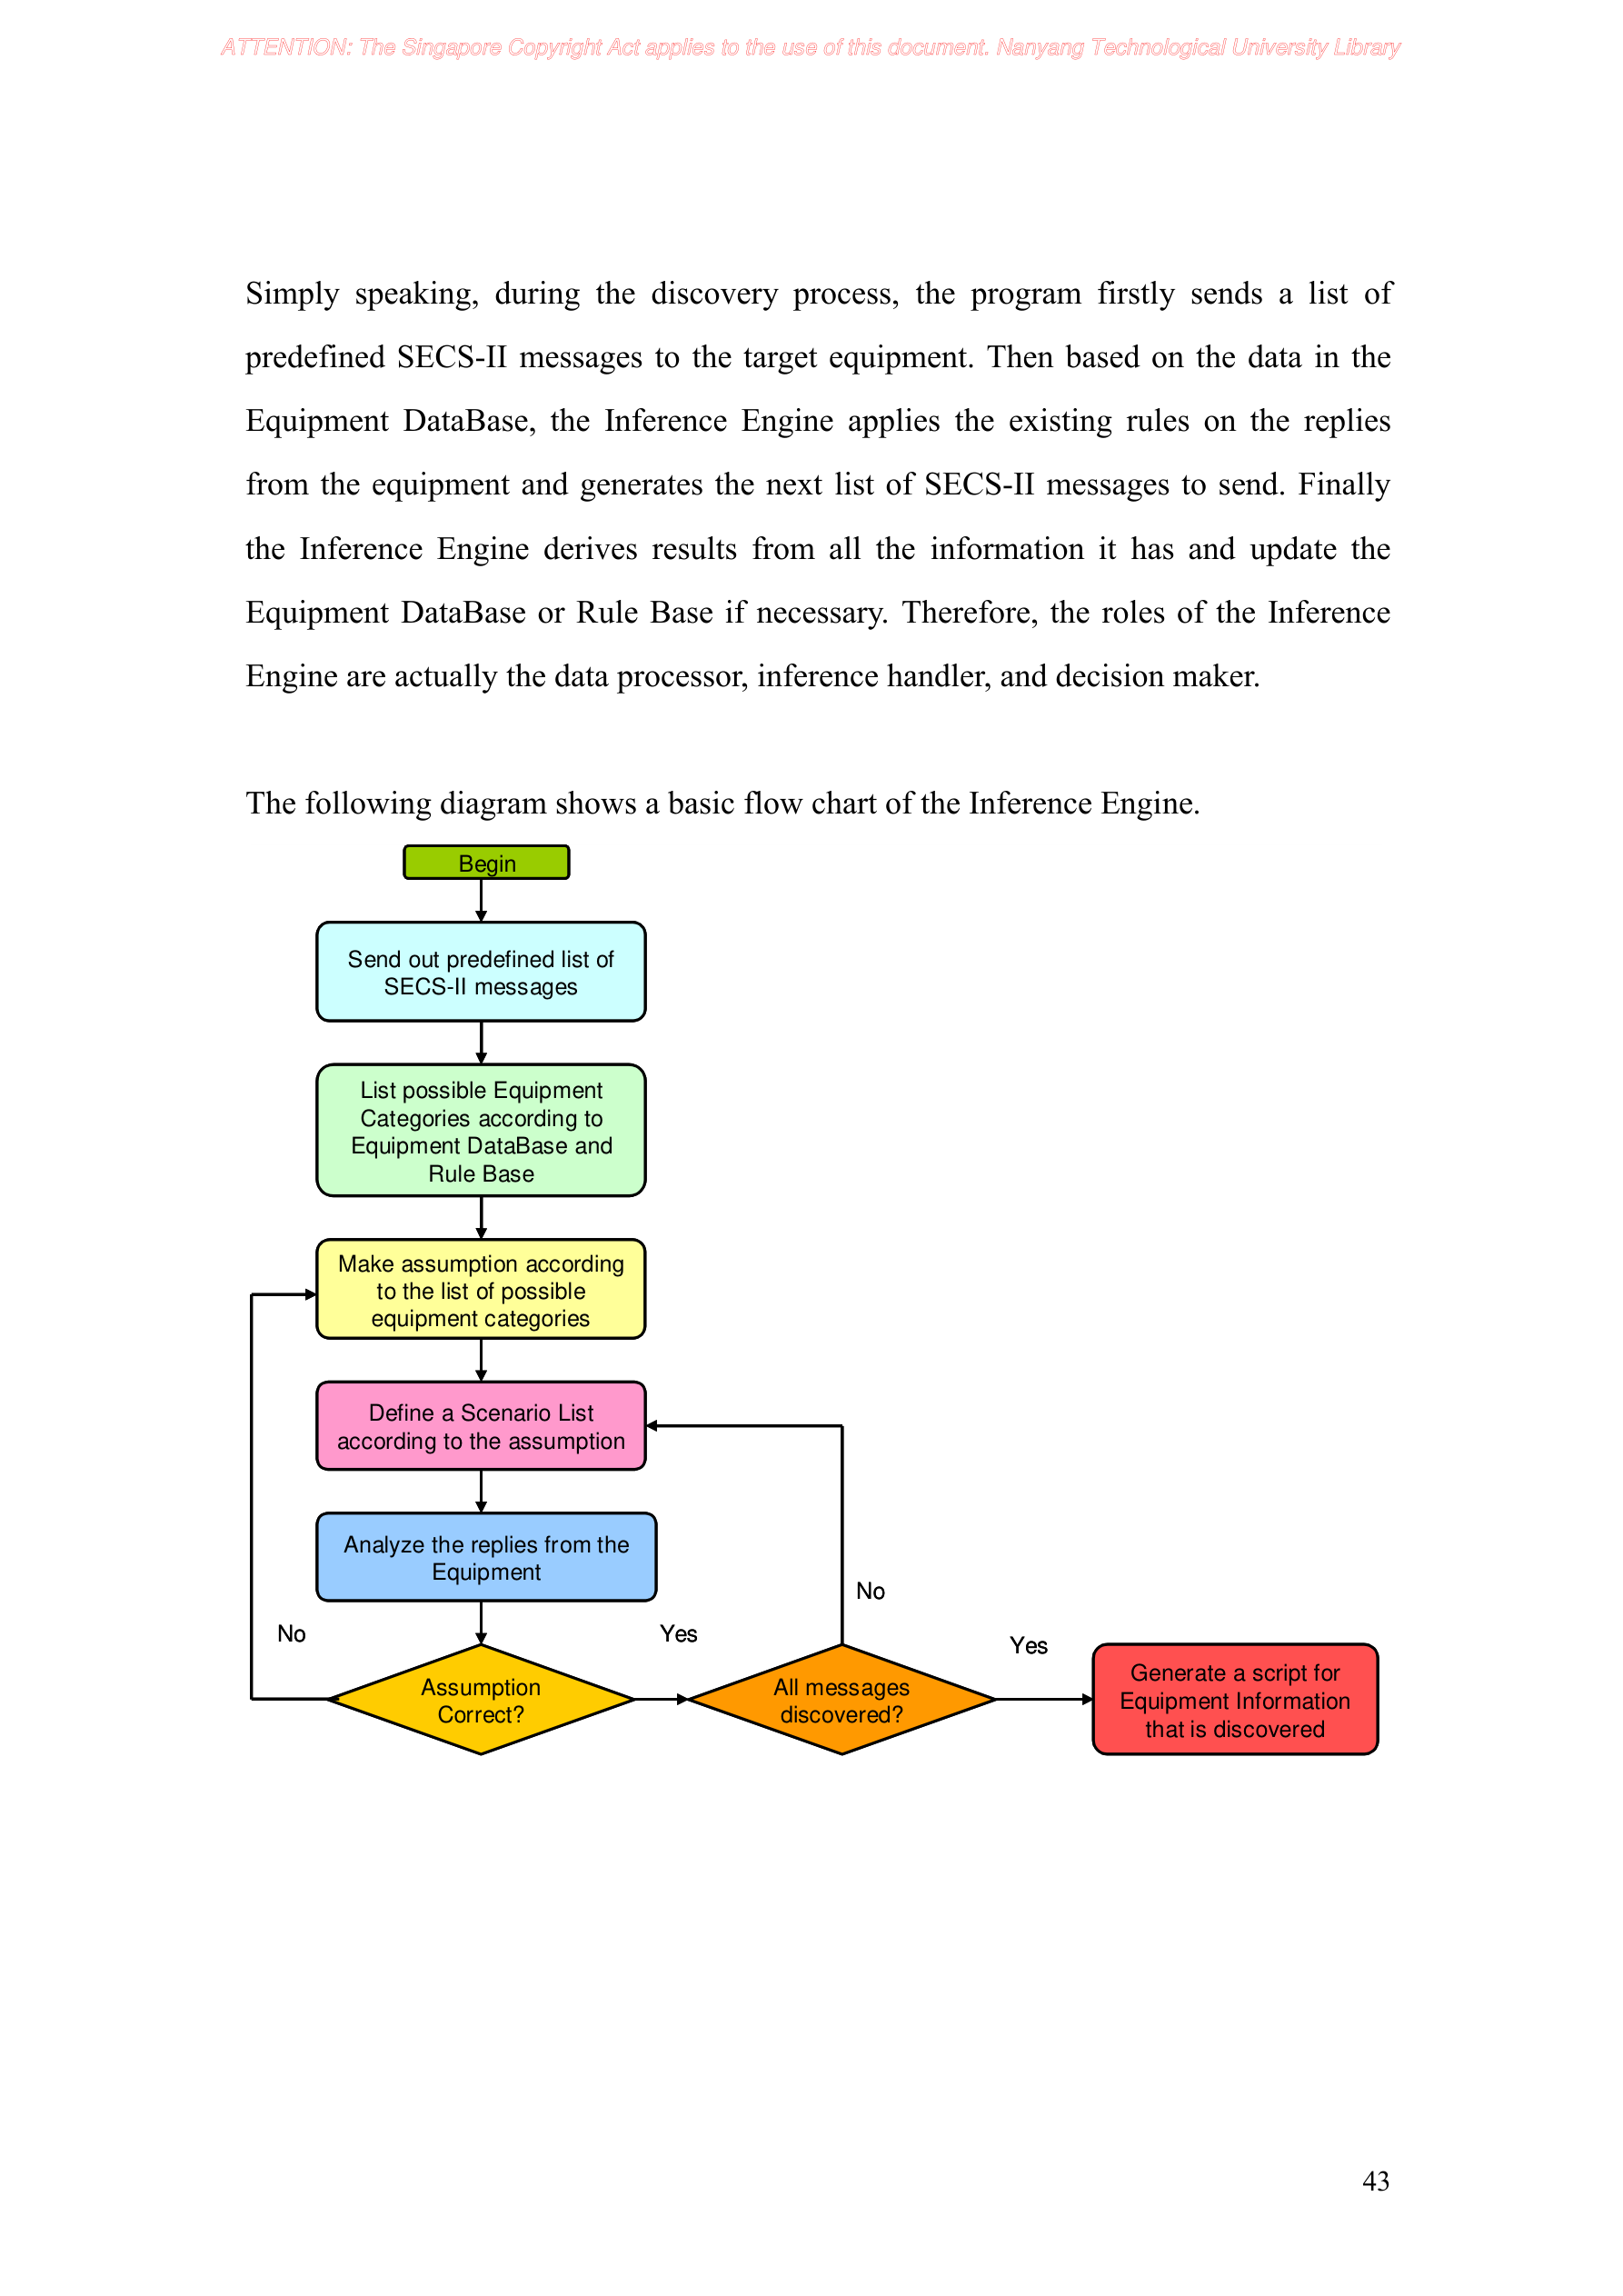 ATTENTION: The Singapore Copyright Act applies to the use of this document. Nanyang Technological University Library
Simply speaking, during the discovery process, the program firstly sends a list of
predefined SECS-II messages to the target equipment. Then based on the data in the
Equipment DataBase, the Inference Engine applies the existing rules on the replies
from the equipment and generates the next list of SECS-II messages to send. Finally
the Inference Engine derives results from all the information it has and update the
Equipment DataBase or Rule Base if necessary. Therefore, the roles of the Inference
Engine are actually the data processor, inference handler, and decision maker.
The following diagram shows a basic flow chart of the Inference Engine.
Begin
Send out predefined list of
SECS-II messages
List possible Equipment
Categories according to
Equipment DataBase and
Rule Base
Make assumption according
to the list of possible
equipment categories
Define a Scenario List
according to the assumption
Analyze the replies from the
Equipment
No
No
Yes
Yes
Assumption
Correct?
All messages
discovered?
Generate a script for
Equipment Information
that is discovered
43